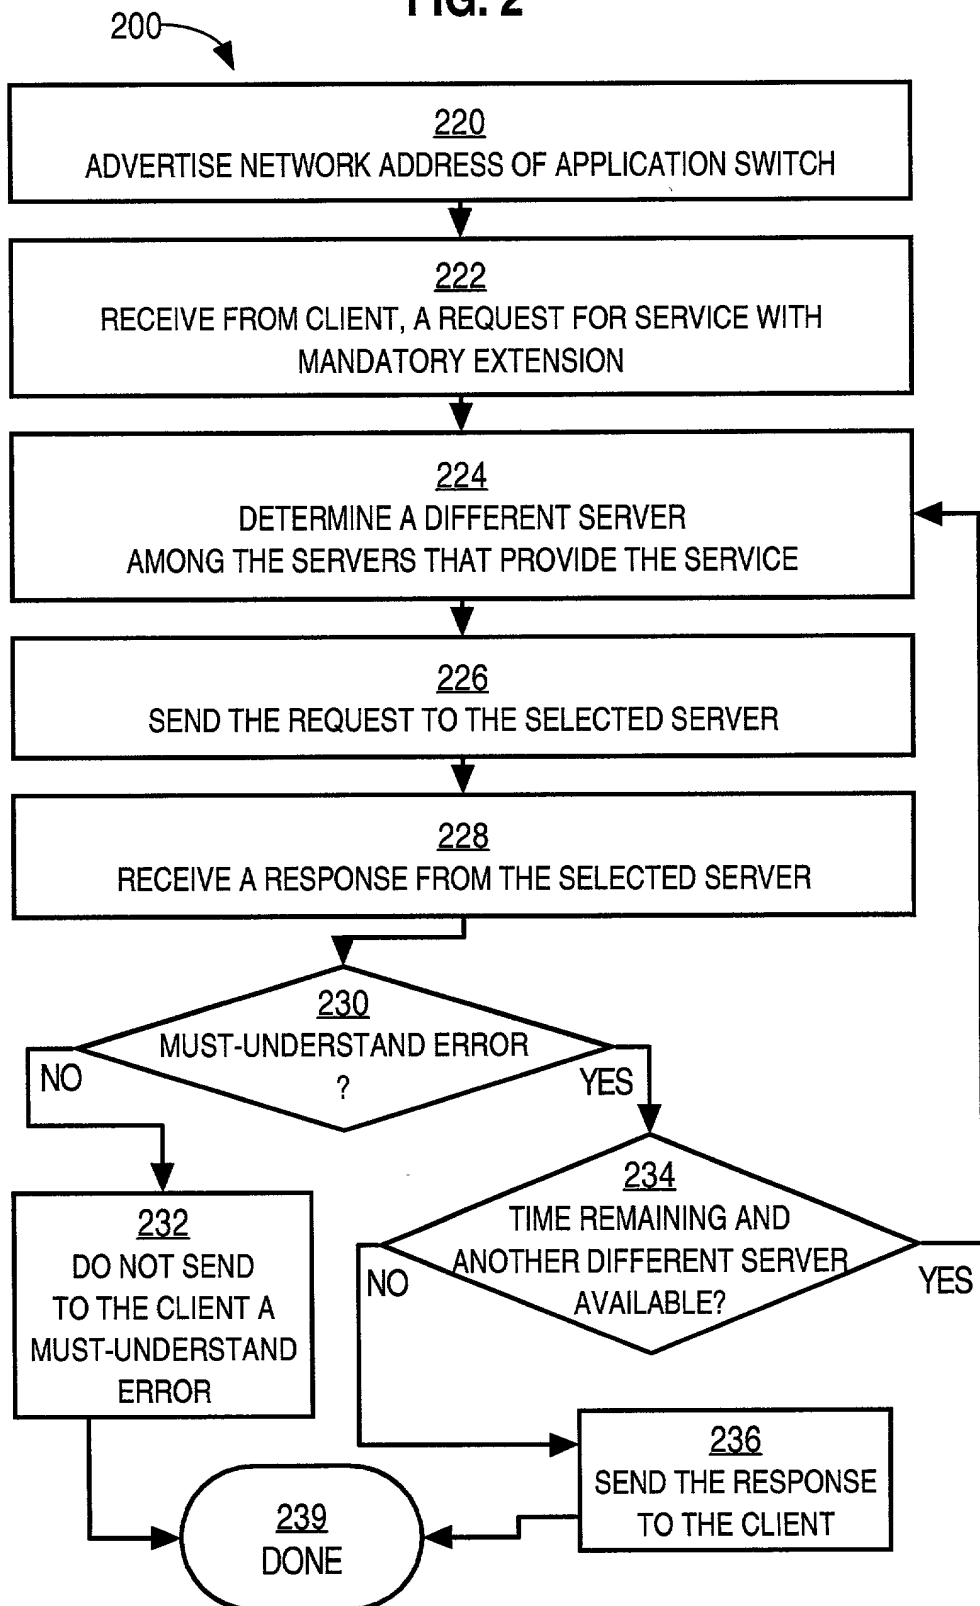 FIG. 2
200
220
ADVERTISE NETWORK ADDRESS OF APPLICATION SWITCH
222
RECEIVE FROM CLIENT, A REQUEST FOR SERVICE WITH
MANDATORY EXTENSION
224
DETERMINE A DIFFERENT SERVER
AMONG THE SERVERS THAT PROVIDE THE SERVICE
226
SEND THE REQUEST TO THE SELECTED SERVER
228
RECEIVE A RESPONSE FROM THE SELECTED SERVER
230
MUST-UNDERSTAND ERROR
?
NO
YES
232
DO NOT SEND
TO THE CLIENT A
MUST-UNDERSTAND
ERROR
234
TIME REMAINING AND
ANOTHER DIFFERENT SERVER
AVAILABLE?
NO
YES
236
SEND THE RESPONSE
TO THE CLIENT
239
DONE